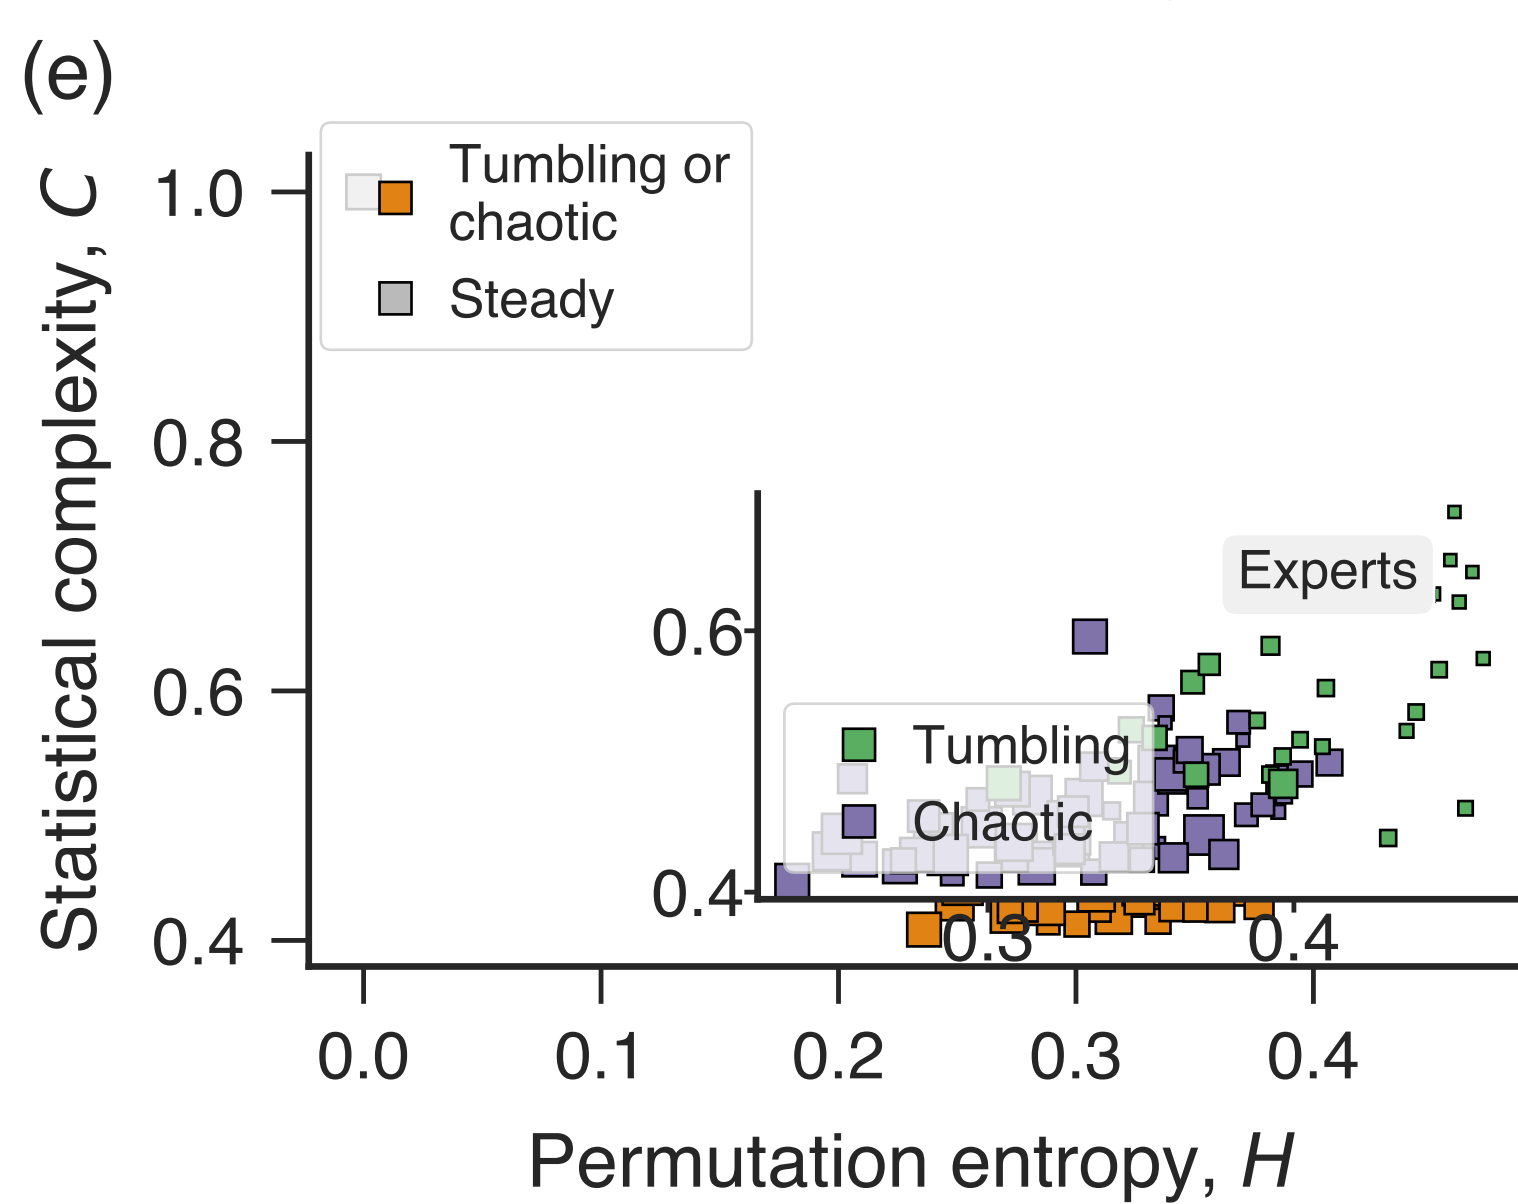 (e)
Statistical complexity, C
1.0
0.8
0.6
0.4
Tumbling or
chaotic
Steady
Experts
0.6
0.4
Tumbling
Chaotic
0.3
0.4
0.0
0.1
0.2
0.3
0.4
Permutation entropy, H